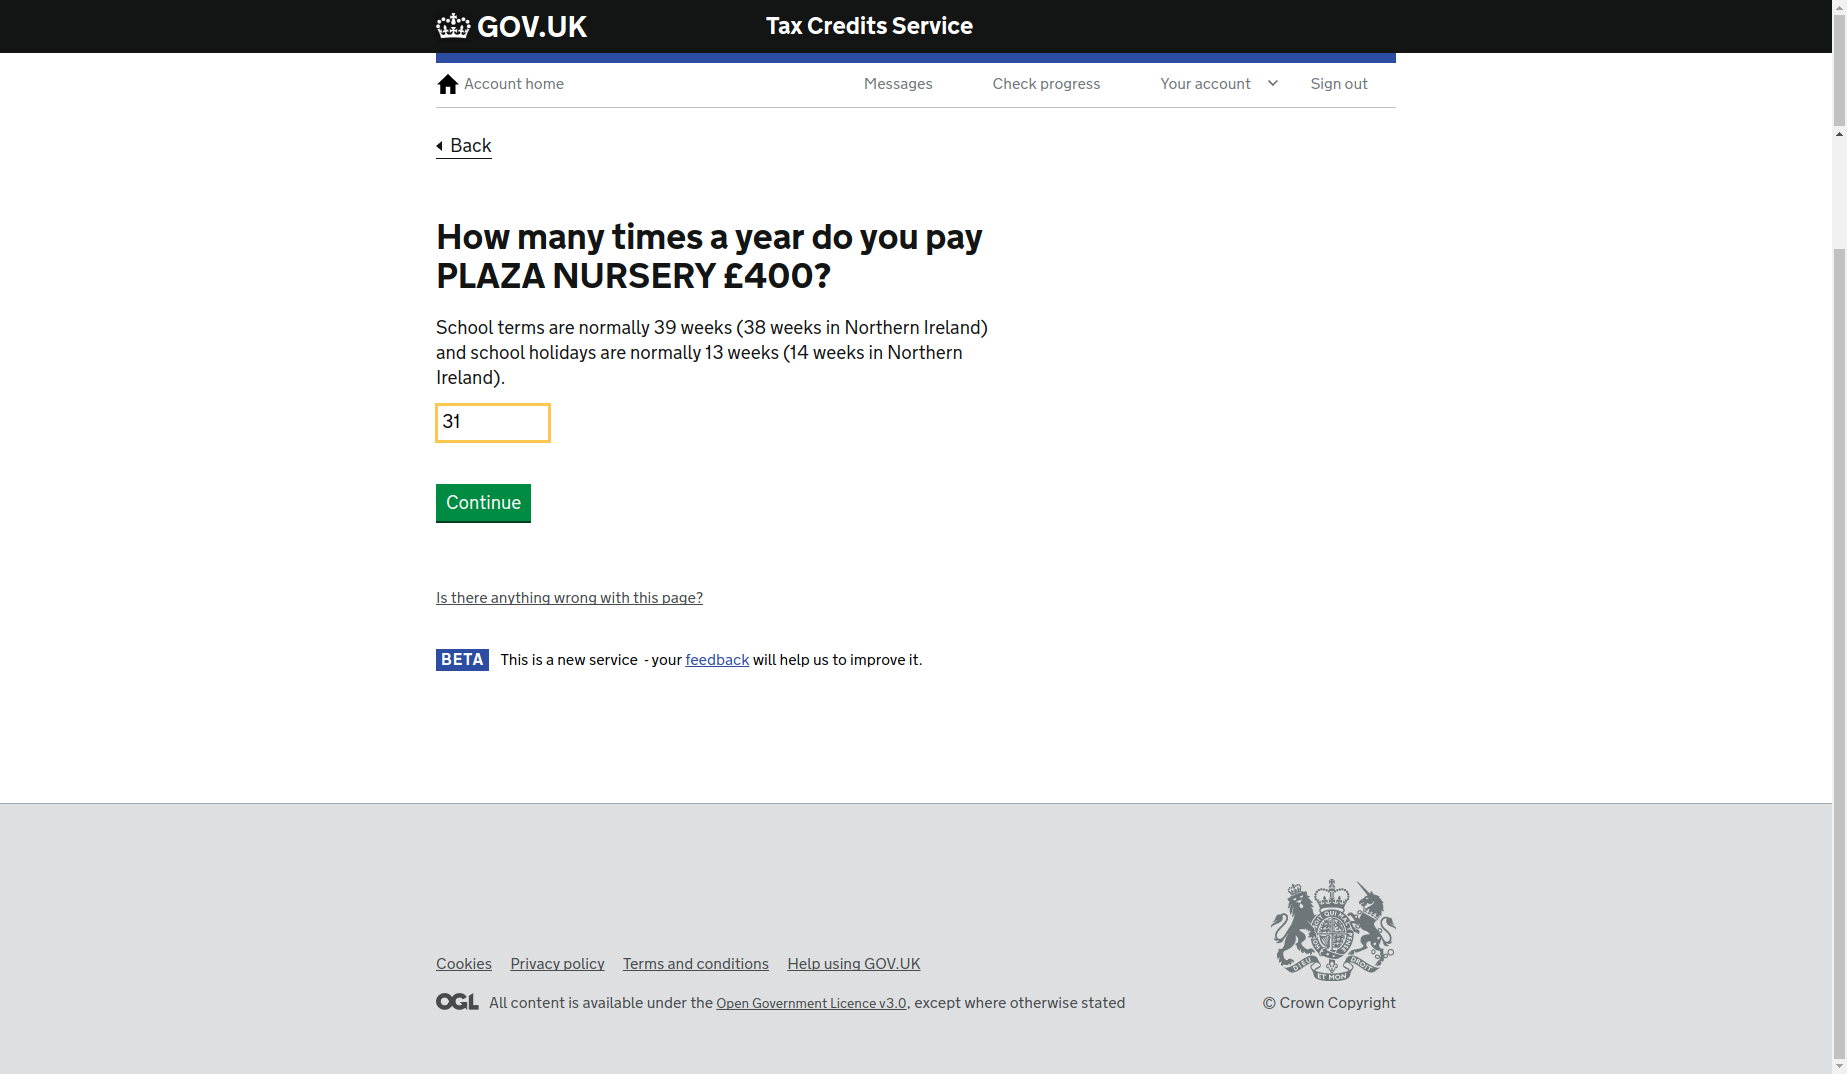 GOV.UK
Tax Credits Service
Account home
Messages
Check progress
Your account
Sign out
Back
How many times a year do you pay
PLAZA NURSERY £400?
School terms are normally 39 weeks (38 weeks in Northern Ireland)
and school holidays are normally 13 weeks (14 weeks in Northern
Ireland).
31
Continue
Is there anything wrong with this page?
BETA This is a new service - your feedback will help us to improve it.
Cookies Privacy policy Terms and conditions Help using GOV.UK
OGL All content is available under the Open Government Licence v3.0, except where otherwise stated
DIEU ET MON DROIT
© Crown Copyright